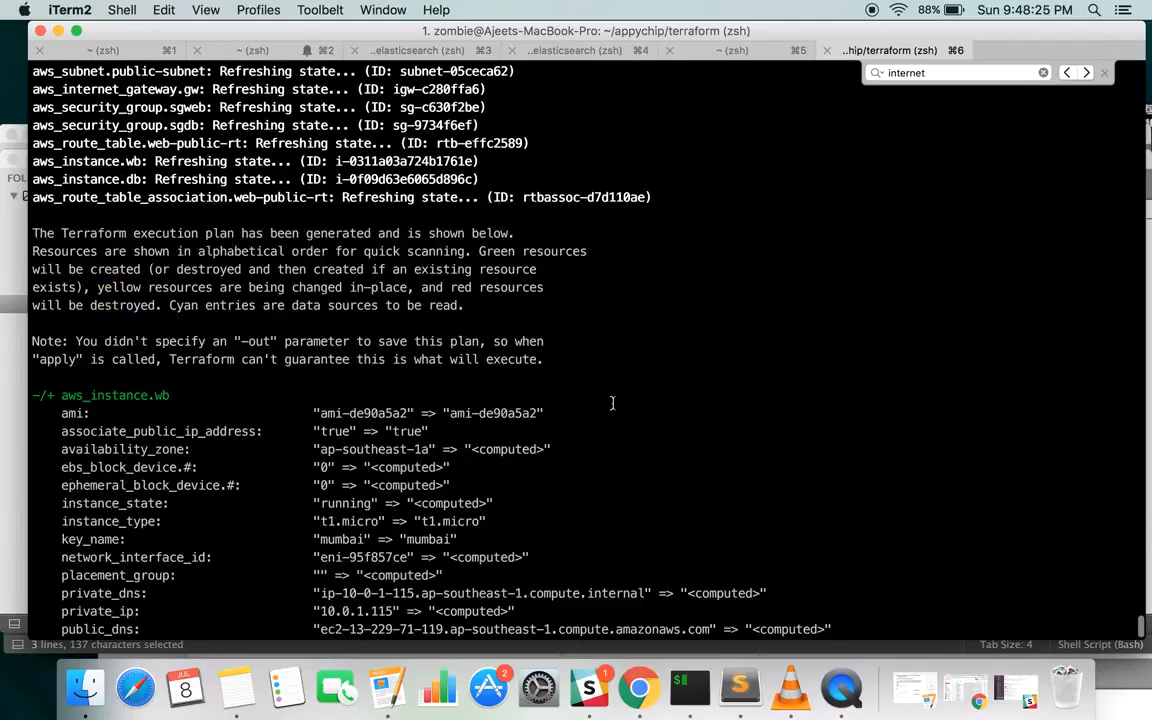 iTerm2 Shell Edit View Profiles Toolbelt Window Help 88% Sun 9:48:25 PM
1. zombie@Ajeets-MacBook-Pro: ~/appychip/terraform (zsh)
~ (zsh) ⌘1 ~ (zsh) ⌘2 ..elasticsearch (zsh) ⌘3 ..elasticsearch (zsh) ⌘4 ~ (zsh) ⌘5 ..hip/terraform (zsh) ⌘6
internet
aws_subnet.public-subnet: Refreshing state... (ID: subnet-05ceca62)
aws_internet_gateway.gw: Refreshing state... (ID: igw-c280ffa6)
aws_security_group.sgweb: Refreshing state... (ID: sg-c630f2be)
aws_security_group.sgdb: Refreshing state... (ID: sg-9734f6ef)
aws_route_table.web-public-rt: Refreshing state... (ID: rtb-effc2589)
aws_instance.wb: Refreshing state... (ID: i-0311a03a724b1761e)
aws_instance.db: Refreshing state... (ID: i-0f09d63e6065d896c)
aws_route_table_association.web-public-rt: Refreshing state... (ID: rtbassoc-d7d110ae)
The Terraform execution plan has been generated and is shown below.
Resources are shown in alphabetical order for quick scanning. Green resources
will be created (or destroyed and then created if an existing resource
exists), yellow resources are being changed in-place, and red resources
will be destroyed. Cyan entries are data sources to be read.
Note: You didn't specify an "-out" parameter to save this plan, so when
"apply" is called, Terraform can't guarantee this is what will execute.
-/+ aws_instance.wb
ami: "ami-de90a5a2" => "ami-de90a5a2"
associate_public_ip_address: "true" => "true"
availability_zone: "ap-southeast-1a" => "<computed>"
ebs_block_device.#: "0" => "<computed>"
ephemeral_block_device.#: "0" => "<computed>"
instance_state: "running" => "<computed>"
instance_type: "t1.micro" => "t1.micro"
key_name: "mumbai" => "mumbai"
network_interface_id: "eni-95f857ce" => "<computed>"
placement_group: "" => "<computed>"
private_dns: "ip-10-0-1-115.ap-southeast-1.compute.internal" => "<computed>"
private_ip: "10.0.1.115" => "<computed>"
public_dns: "ec2-13-229-71-119.ap-southeast-1.compute.amazonaws.com" => "<computed>"
FOL
3 lines, 137 characters selected Tab Size: 4 Shell Script (Bash)
JUL
8
2
1
$
S